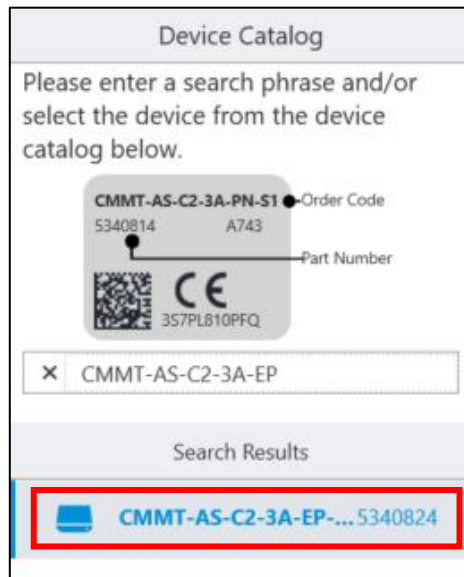 Device Catalog
Please enter a search phrase and/or
select the device from the device
catalog below.
CMMT-AS-C2-3A-PN-S1 Order Code
5340814 A743
Part Number
CE
3S7PL810PFQ
× CMMT-AS-C2-3A-EP
Search Results
CMMT-AS-C2-3A-EP-... 5340824